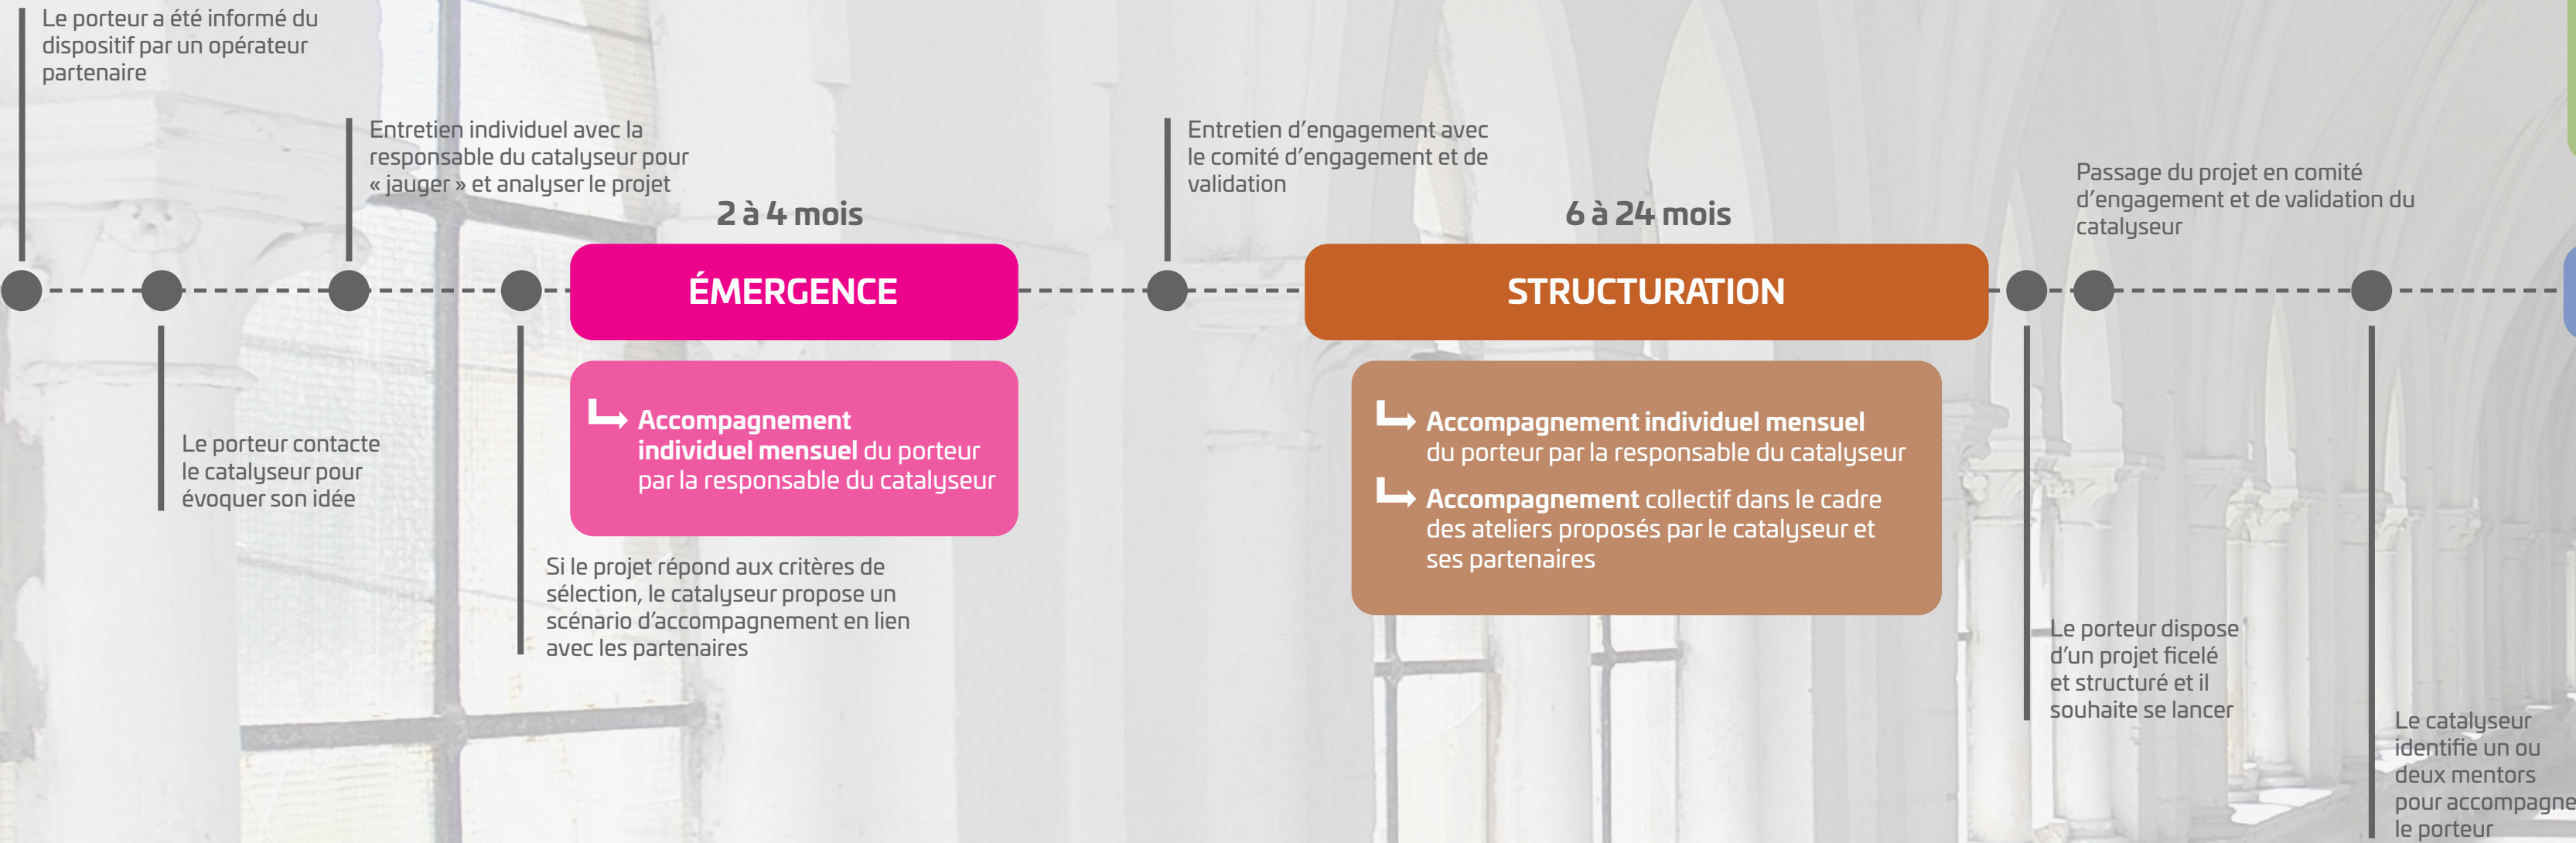 Le porteur a été informé du
dispositif par un opérateur
partenaire
Le porteur contacte
le catalyseur pour
évoquer son idée
Entretien individuel avec la
responsable du catalyseur pour
« jauger » et analyser le projet
Si le projet répond aux critères de
sélection, le catalyseur propose un
scénario d’accompagnement en lien
avec les partenaires
2 à 4 mois
ÉMERGENCE
Accompagnement
individuel mensuel du porteur
par la responsable du catalyseur
Entretien d’engagement avec
le comité d’engagement et de
validation
6 à 24 mois
STRUCTURATION
Accompagnement individuel mensuel
du porteur par la responsable du catalyseur
Accompagnement collectif dans le cadre
des ateliers proposés par le catalyseur et
ses partenaires
Le porteur dispose
d’un projet ficelé
et structuré et il
souhaite se lancer
Passage du projet en comité
d’engagement et de validation du
catalyseur
Le catalyseur
identifie un ou
deux mentors
pour accompagne
le porteur